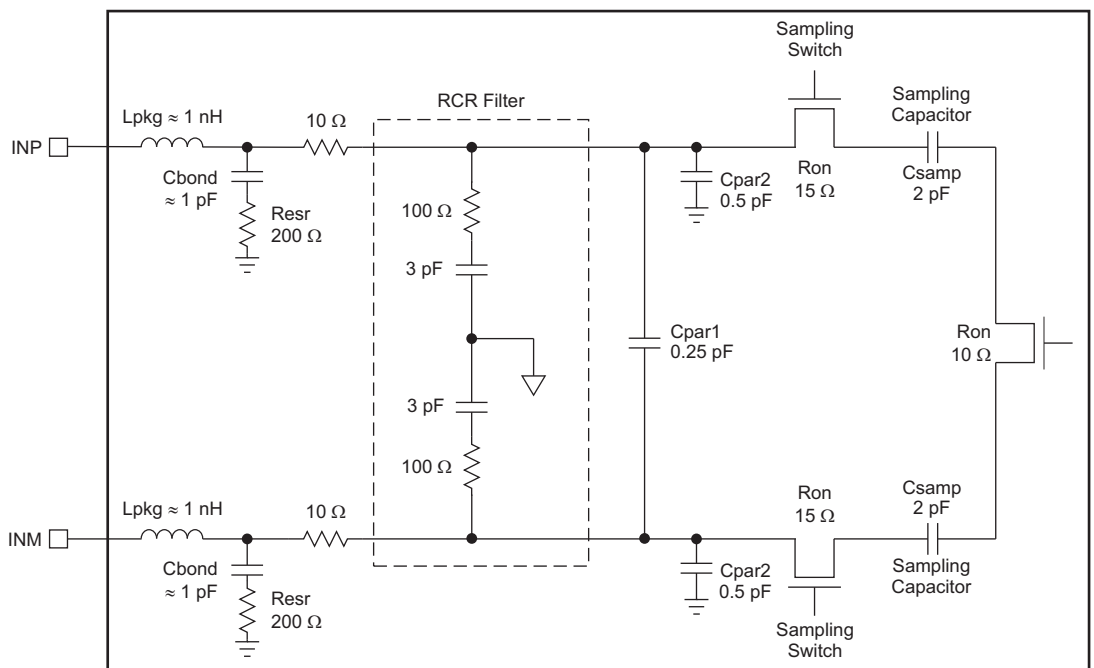 Sampling
Switch
Lpkg ≈ 1 nH
10 Ω
RCR Filter
Sampling
Capacitor
INP
Cbond
≈ 1 pF
Resr
200 Ω
100 Ω
3 pF
Cpar2
0.5 pF
Ron
15 Ω
Csamp
2 pF
Cpar1
0.25 pF
Ron
10 Ω
3 pF
100 Ω
Lpkg ≈ 1 nH
10 Ω
Ron
15 Ω
Csamp
2 pF
INM
Cbond
≈ 1 pF
Resr
200 Ω
Cpar2
0.5 pF
Sampling
Capacitor
Sampling
Switch